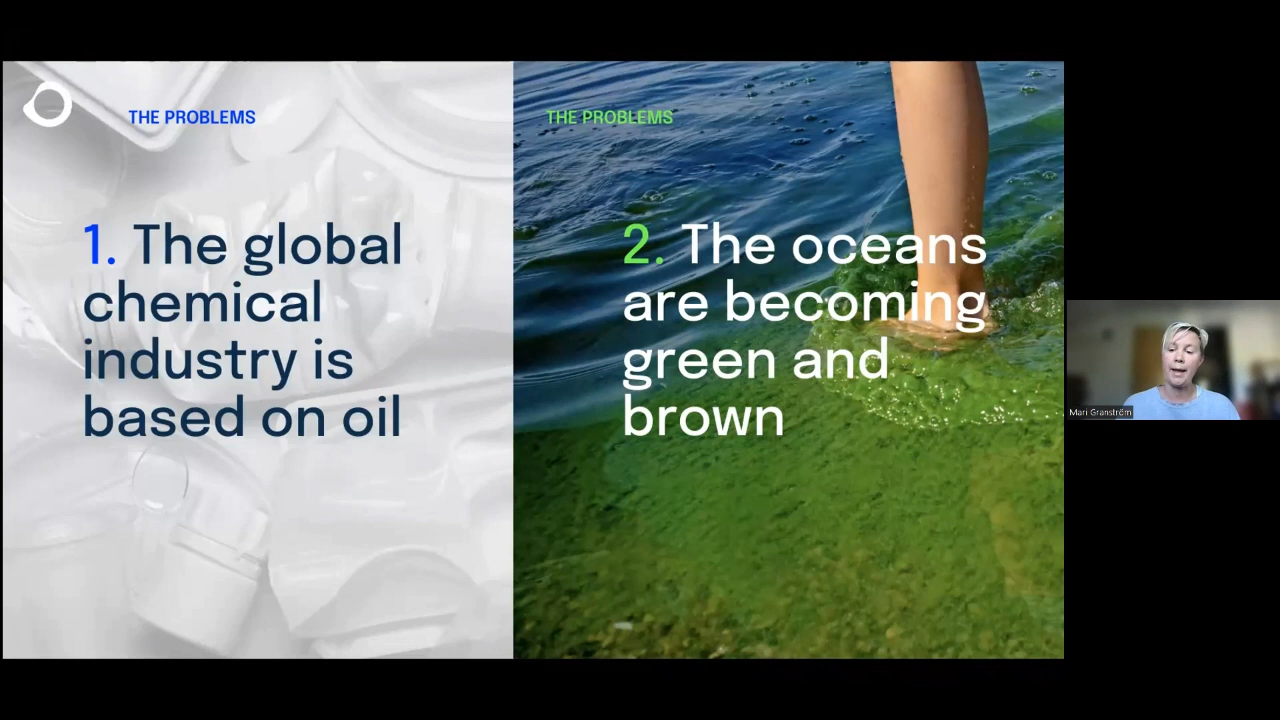 THE PROBLEMS
1. The global
chemical
industry is
based on oil
THE PROBLEMS
2. The oceans
are becoming
green and
brown
Mari Granström